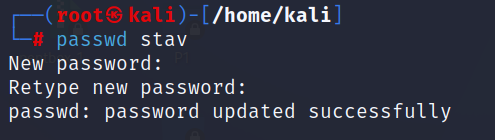 ┌──(root㉿kali)-[/home/kali]
└─# passwd stav
New password:
Retype new password:
passwd: password updated successfully